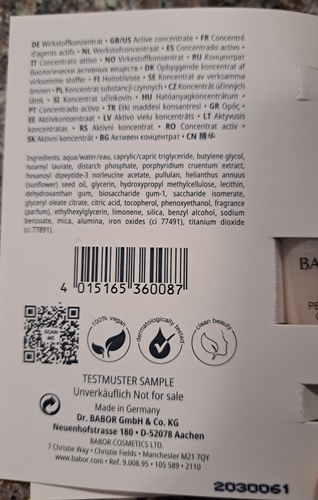 DE Wirkstoffkonzentrat • GB/US Active concentrate • FR Concentré
d'agents actifs • NL Werkstofconcentraat • ES Concentrado activo •
IT Concentrato attivo • NO Virkestoffkonsentrat • RU Концентрат
биологически активных веществ • DK Opbyggende koncentrat af
virksomme stoffer • FI Hoitotiiviste • SE Koncentrat av verksamma
ämnen • PL Koncentrat substancji czynnych • CZ Koncentrát účinných
látek • SI Koncentrat učinkovin • HU Hatóanyagkoncentrátum •
PT Concentrado activo • TR Etki maddesi konsantresi • GR Ορός •
EE Aktiivkontsentraat • LV Aktīvo vielu koncentrāts • LT Aktyvusis
koncentratas • RS Aktivni koncentrat • RO Concentrat activ •
SK Aktívni koncentrát • BG Активен концентрат • CN 精华
Ingredients: aqua/water/eau, caprylic/capric triglyceride, butylene glycol,
isoamyl laurate, distarch phosphate, porphyridium cruentum extract,
hexanoyl dipeptide-3 norleucine acetate, pullulan, helianthus annuus
(sunflower) seed oil, glycerin, hydroxypropyl methylcellulose, lecithin,
dehydroxanthan gum, biosaccharide gum-1, saccharide isomerate,
glyceryl oleate citrate, citric acid, tocopherol, phenoxyethanol, fragrance
(parfum), ethylhexylglycerin, limonene, silica, benzyl alcohol, sodium
benzoate, mica, alumina, iron oxides (ci 77491), titanium dioxide
(ci 77891).
4 015165 360087
SCAN
ME
100% vegan
dermatologically tested
clean beauty
TESTMUSTER SAMPLE
Unverkäuflich Not for sale
Made in Germany
Dr. BABOR GmbH & Co. KG
Neuenhofstrasse 180 • D-52078 Aachen
BABOR COSMETICS LTD.
7 Christie Way • Christie Fields • Manchester M21 7QY
www.babor.com • Ref. 9.008.95 • 105 589 • 2110
2030061
BA
PE